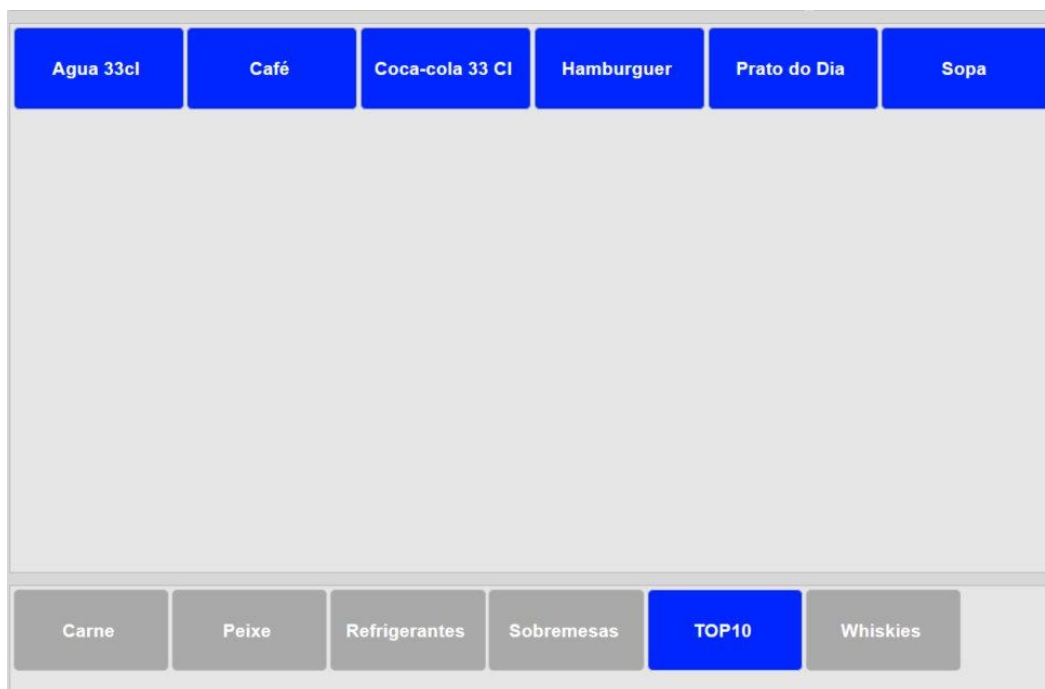 Agua 33cl
Café
Coca-cola 33 Cl
Hamburguer
Prato do Dia
Sopa
Carne
Peixe
Refrigerantes
Sobremesas
TOP10
Whiskies